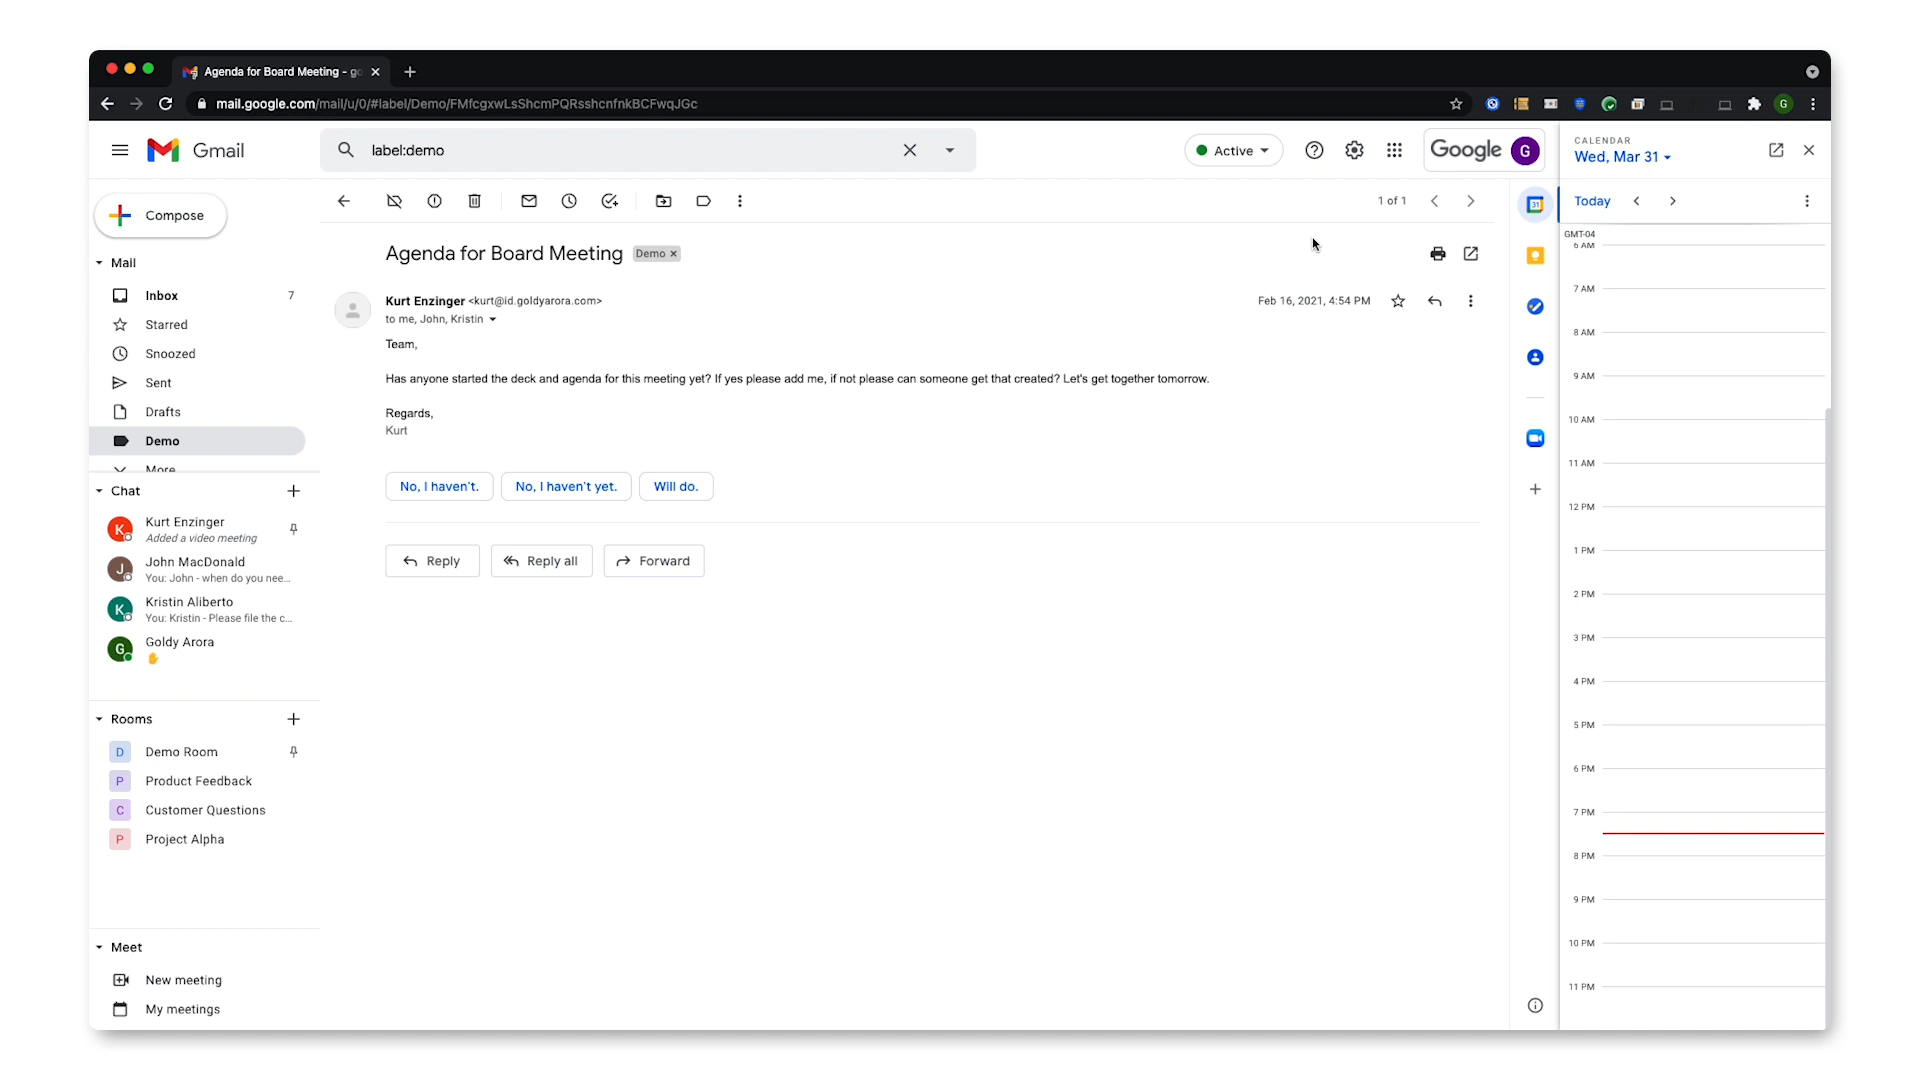 Agenda for Board Meeting - go
mail.google.com/mail/u/0/#label/Demo/FMfcgxwLsShcmPQRsshcnfnkBCFwqJGc
G
Gmail
label:demo
Active
Google
G
CALENDAR
Wed, Mar 31
Compose
1 of 1
31
Today
Mail
Inbox 7
Starred
Snoozed
Sent
Drafts
Demo
More
Agenda for Board Meeting
Demo x
Kurt Enzinger <kurt@id.goldyarora.com>
Feb 16, 2021, 4:54 PM
to me, John, Kristin
Team,
Has anyone started the deck and agenda for this meeting yet? If yes please add me, if not please can someone get that created? Let's get together tomorrow.
Regards,
Kurt
No, I haven't.
No, I haven't yet.
Will do.
Reply
Reply all
Forward
Chat
K
Kurt Enzinger
Added a video meeting
J
John MacDonald
You: John - when do you nee...
K
Kristin Aliberto
You: Kristin - Please file the c...
G
Goldy Arora
Rooms
D Demo Room
P Product Feedback
C Customer Questions
P Project Alpha
Meet
New meeting
My meetings
GMT-04
6 AM
7 AM
8 AM
9 AM
10 AM
11 AM
12 PM
1 PM
2 PM
3 PM
4 PM
5 PM
6 PM
7 PM
8 PM
9 PM
10 PM
11 PM